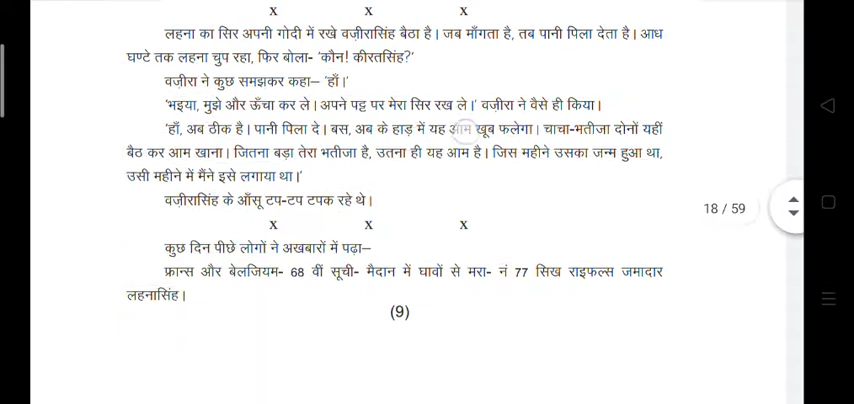 x x x
लहना का सिर अपनी गोदी में रखे वज़ीरासिंह बैठा है। जब माँगता है, तब पानी पिला देता है। आध
घण्टे तक लहना चुप रहा, फिर बोला- 'कौन! कीरतसिंह?'
वज़ीरा ने कुछ समझकर कहा– 'हाँ।'
'भइया, मुझे और ऊँचा कर ले। अपने पट्ट पर मेरा सिर रख ले।' वज़ीरा ने वैसे ही किया।
'हाँ, अब ठीक है। पानी पिला दे। बस, अब के हाड़ में यह आम खूब फलेगा। चाचा-भतीजा दोनों यहीं
बैठ कर आम खाना। जितना बड़ा तेरा भतीजा है, उतना ही यह आम है। जिस महीने उसका जन्म हुआ था,
उसी महीने में मैंने इसे लगाया था।'
वज़ीरासिंह के आँसू टप-टप टपक रहे थे।
18 / 59
x x x
कुछ दिन पीछे लोगों ने अखबारों में पढ़ा–
फ्रान्स और बेलजियम- 68 वीं सूची- मैदान में घावों से मरा- नं 77 सिख राइफल्स जमादार
लहनासिंह।
(9)